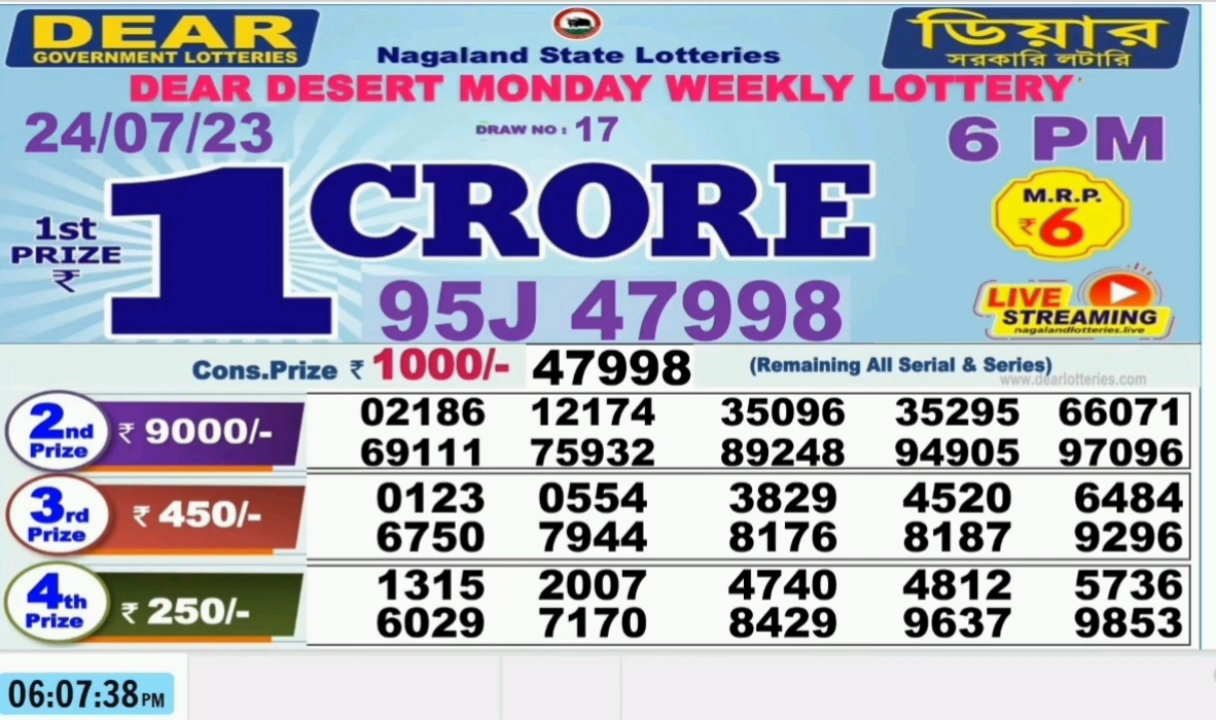 DEAR
GOVERNMENT LOTTERIES
Nagaland State Lotteries
ডিয়ার
সরকারি লটারি
DEAR DESERT MONDAY WEEKLY LOTTERY
24/07/23
DRAW NO : 17
6 PM
1st
PRIZE
₹
1 CRORE
M.R.P.
₹6
95J 47998
LIVE
STREAMING
nagalandlotteries.live
Cons.Prize ₹ 1000/- 47998 (Remaining All Serial & Series)
www.dearlotteries.com
2nd Prize ₹ 9000/-
02186 12174 35096 35295 66071
69111 75932 89248 94905 97096
3rd Prize ₹ 450/-
0123 0554 3829 4520 6484
6750 7944 8176 8187 9296
4th Prize ₹ 250/-
1315 2007 4740 4812 5736
6029 7170 8429 9637 9853
06:07:38 PM